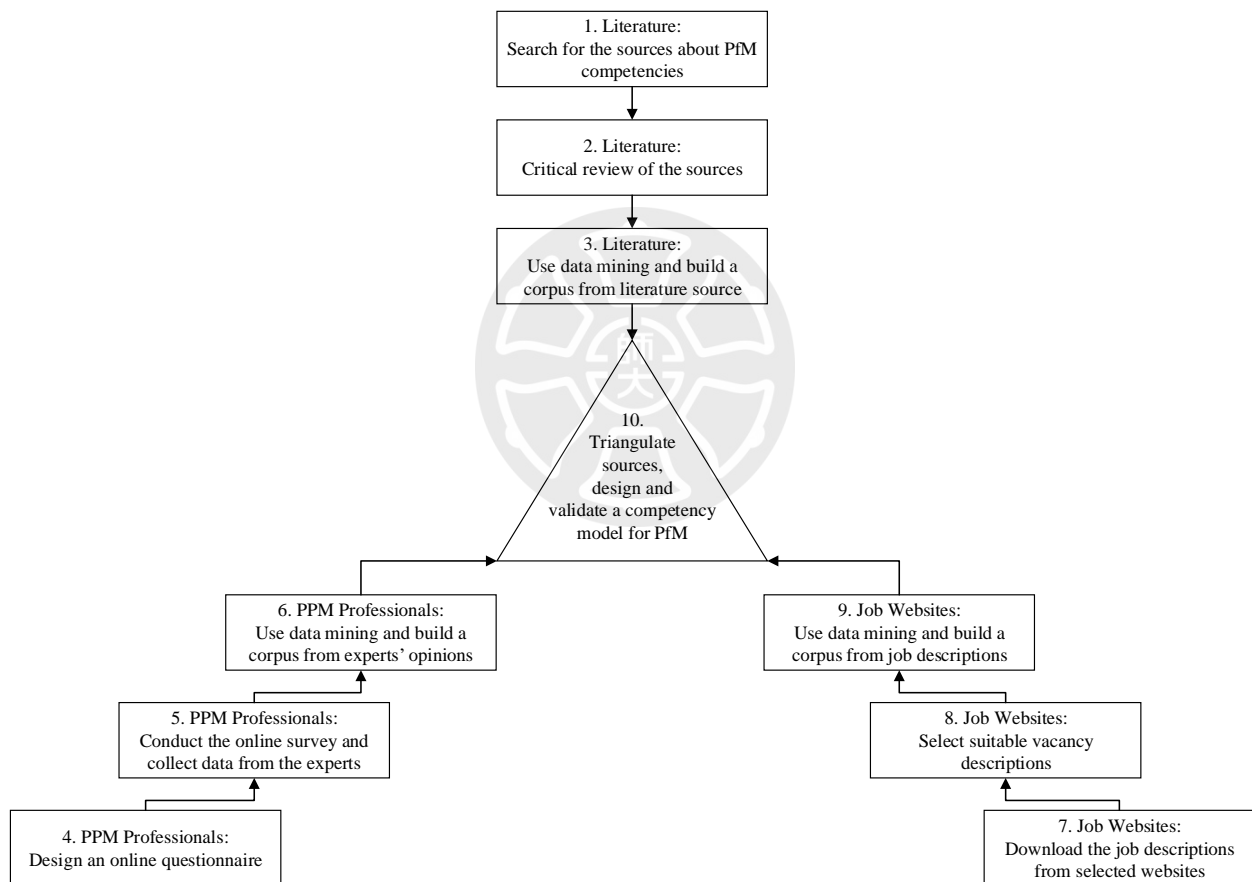 1. Literature:
Search for the sources about PfM
competencies
2. Literature:
Critical review of the sources
3. Literature:
Use data mining and build a
corpus from literature source
師
大
10.
Triangulate
sources,
design and
validate a competency
model for PfM
6. PPM Professionals:
Use data mining and build a
corpus from experts’ opinions
9. Job Websites:
Use data mining and build a
corpus from job descriptions
5. PPM Professionals:
Conduct the online survey and
collect data from the experts
8. Job Websites:
Select suitable vacancy
descriptions
4. PPM Professionals:
Design an online questionnaire
7. Job Websites:
Download the job descriptions
from selected websites